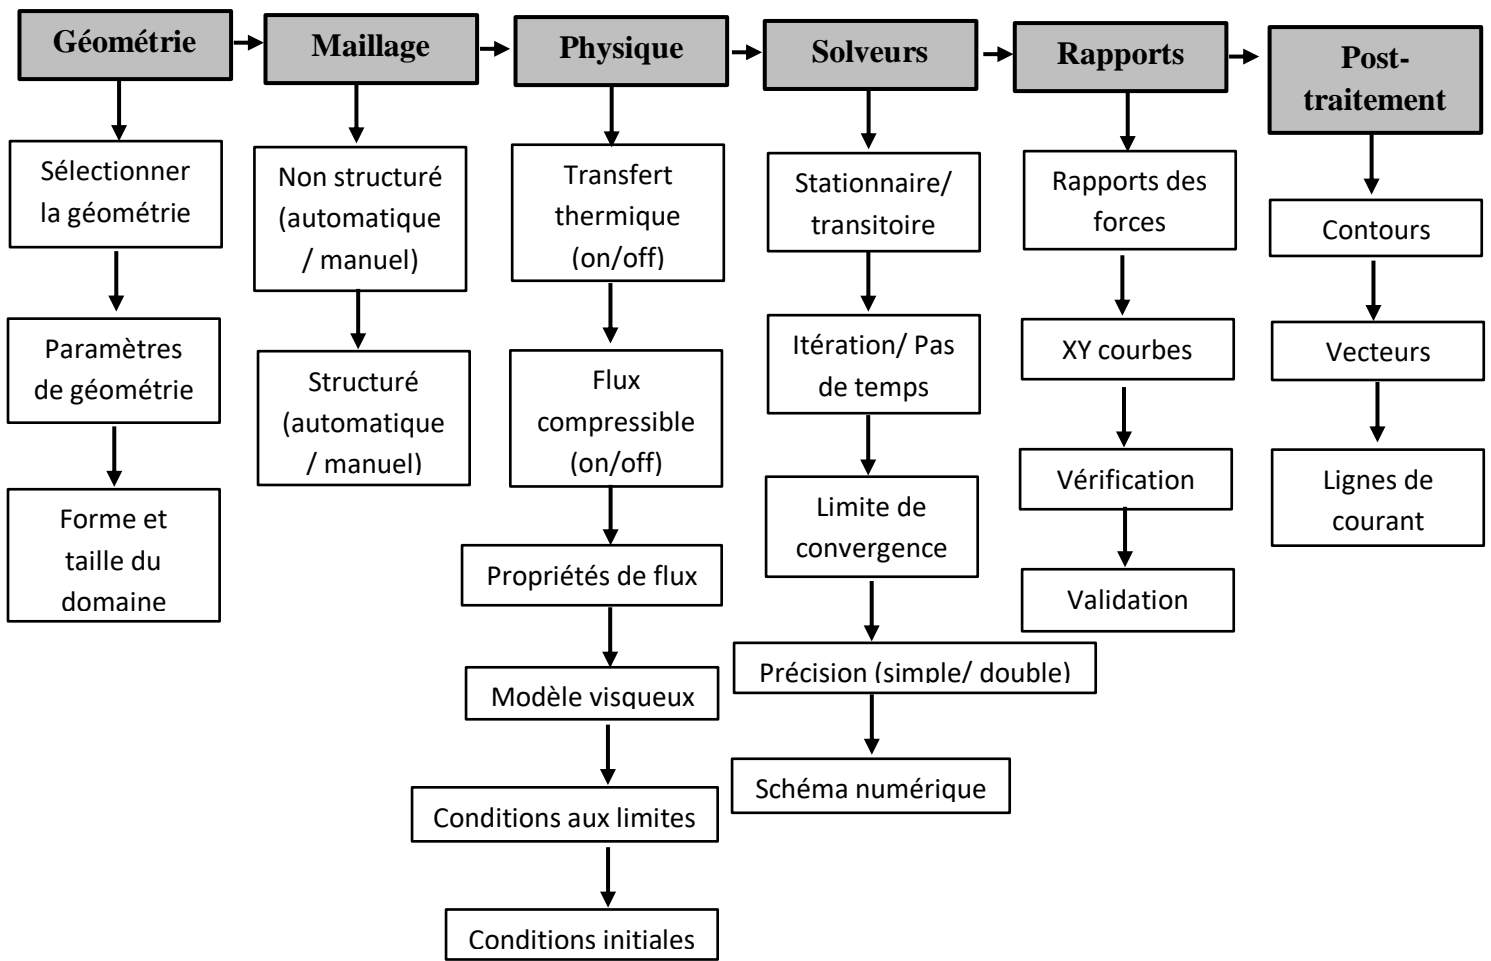 Géométrie
Maillage
Physique
Solveurs
Rapports
Post-
traitement
Sélectionner
la géométrie
Paramètres
de géométrie
Forme et
taille du
domaine
Non structuré
(automatique
/ manuel)
Structuré
(automatique
/ manuel)
Transfert
thermique
(on/off)
Flux
compressible
(on/off)
Propriétés de flux
Modèle visqueux
Conditions aux limites
Conditions initiales
Stationnaire/
transitoire
Itération/ Pas
de temps
Limite de
convergence
Précision (simple/ double)
Schéma numérique
Rapports des
forces
XY courbes
Vérification
Validation
Contours
Vecteurs
Lignes de
courant